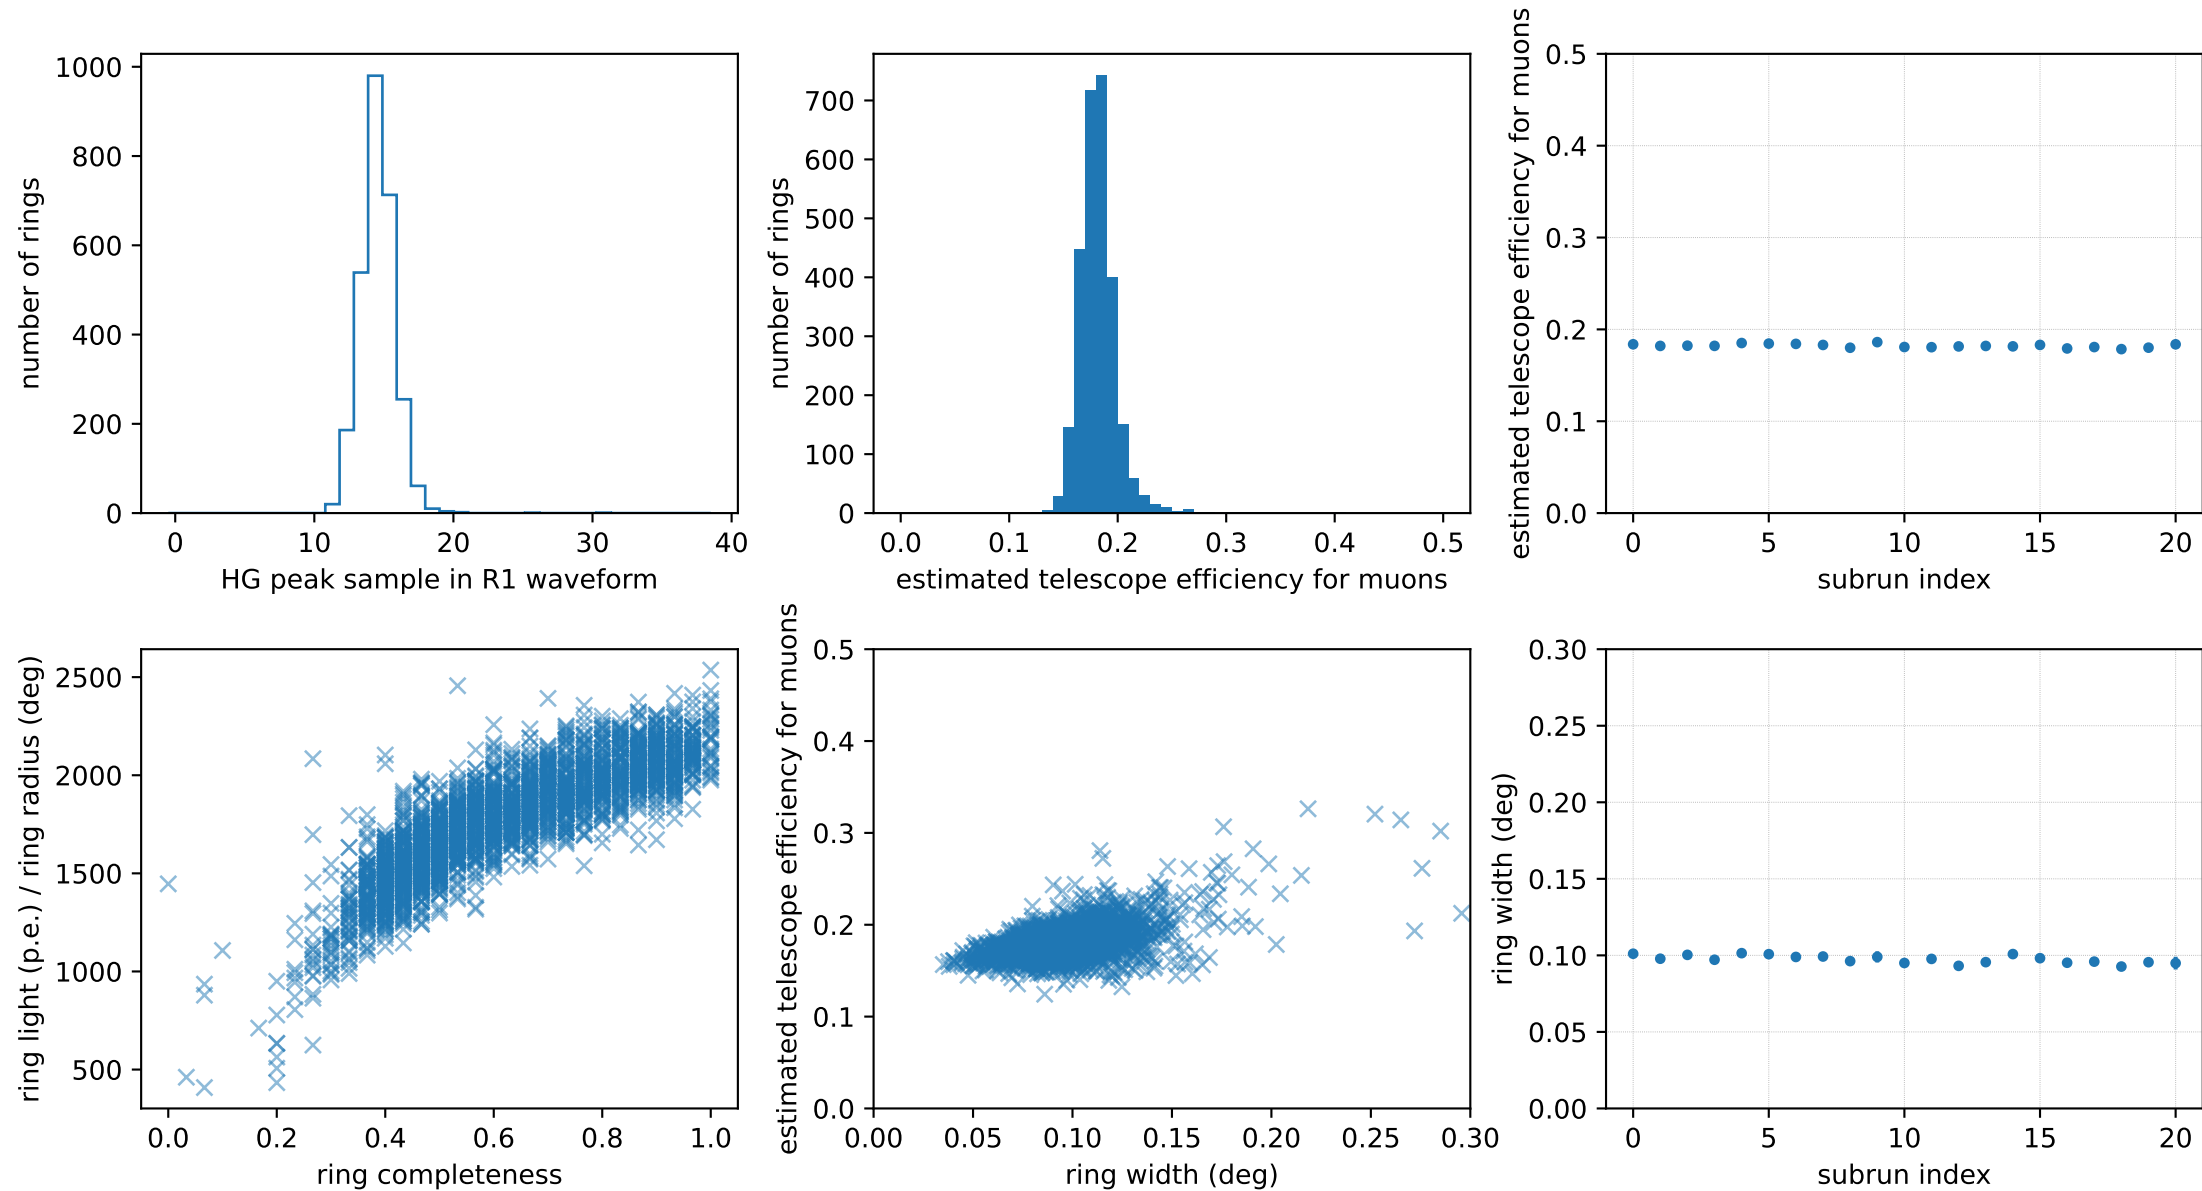 1000
800
600
400
200
0
number of rings
0 10 20 30 40
HG peak sample in R1 waveform
700
600
500
400
300
200
100
0
number of rings
0.0 0.1 0.2 0.3 0.4 0.5
estimated telescope efficiency for muons
0.5
0.4
0.3
0.2
0.1
0.0
estimated telescope efficiency for muons
0 5 10 15 20
subrun index
2500
2000
1500
1000
500
ring light (p.e.) / ring radius (deg)
0.0 0.2 0.4 0.6 0.8 1.0
ring completeness
0.5
0.4
0.3
0.2
0.1
0.0
estimated telescope efficiency for muons
0.00 0.05 0.10 0.15 0.20 0.25 0.30
ring width (deg)
0.30
0.25
0.20
0.15
0.10
0.05
0.00
ring width (deg)
0 5 10 15 20
subrun index